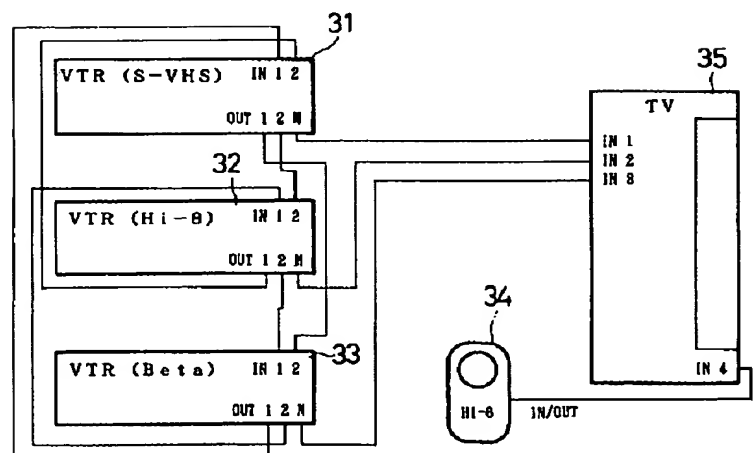 31
VTR (S-VHS) IN 1 2
OUT 1 2 M
35
TV
IN 1
IN 2
IN 3
32
VTR (Hi-8) IN 1 2
OUT 1 2 M
34
33
VTR (Beta) IN 1 2
OUT 1 2 M
Hi-8 IN/OUT
IN 4